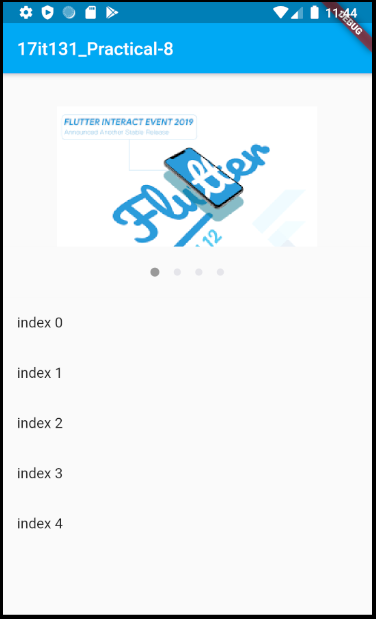 11:44
DEBUG
17it131_Practical-8
FLUTTER INTERACT EVENT 2019
Announced Another Stable Release
Flutter
1.12
index 0
index 1
index 2
index 3
index 4